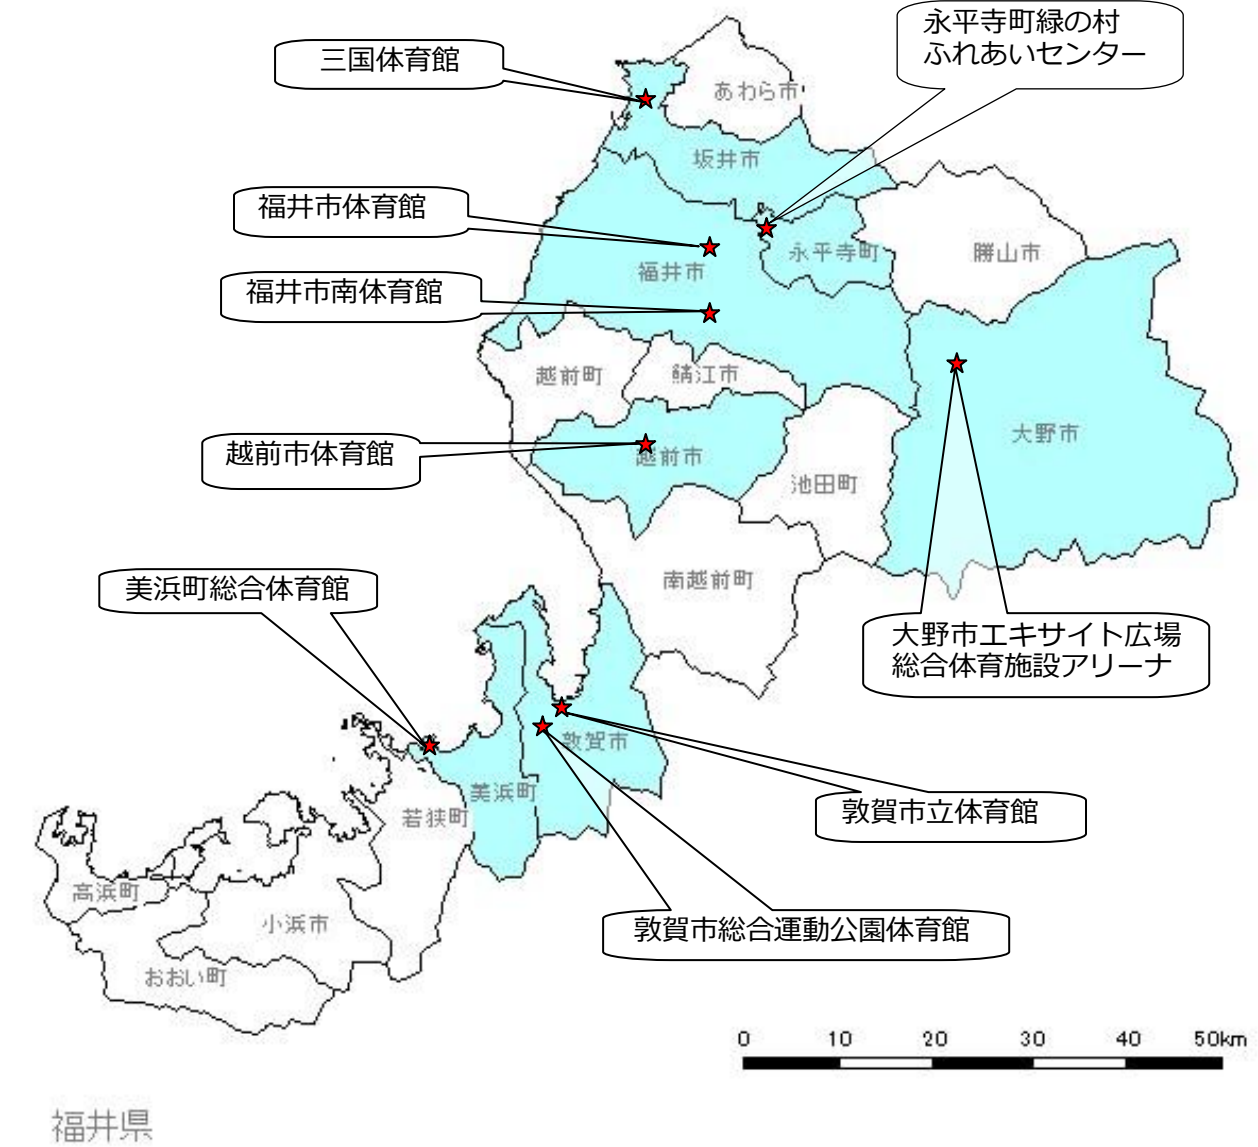 永平寺町緑の村
ふれあいセンター
三国体育館
あわら市
坂井市
福井市体育館
永平寺町
勝山市
福井市
福井市南体育館
越前町
鯖江市
大野市
越前市体育館
越前市
池田町
南越前町
美浜町総合体育館
大野市エキサイト広場
総合体育施設アリーナ
敦賀市
美浜町
若狭町
敦賀市立体育館
高浜町
小浜市
敦賀市総合運動公園体育館
おおい町
0 10 20 30 40 50km
福井県